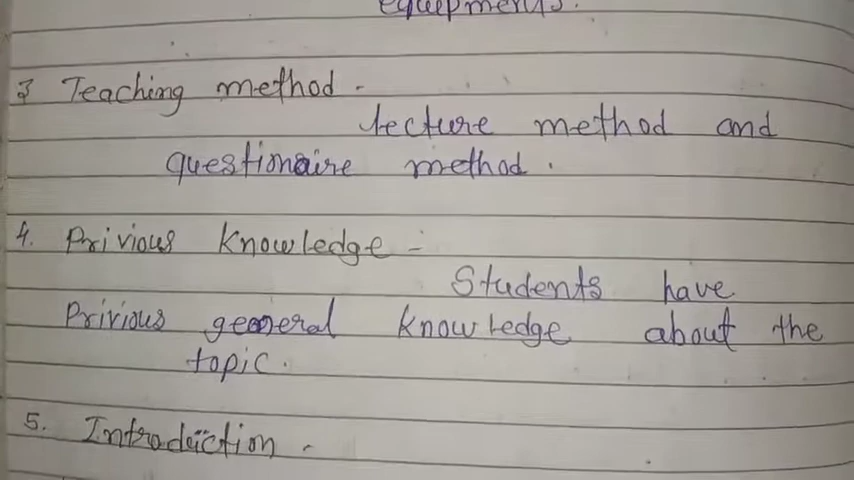 equipments.
3 Teaching method -
lecture method and
questionaire method.
4. Privious knowledge -
Students have
Privious general knowledge about the
topic.
5. Introduction -